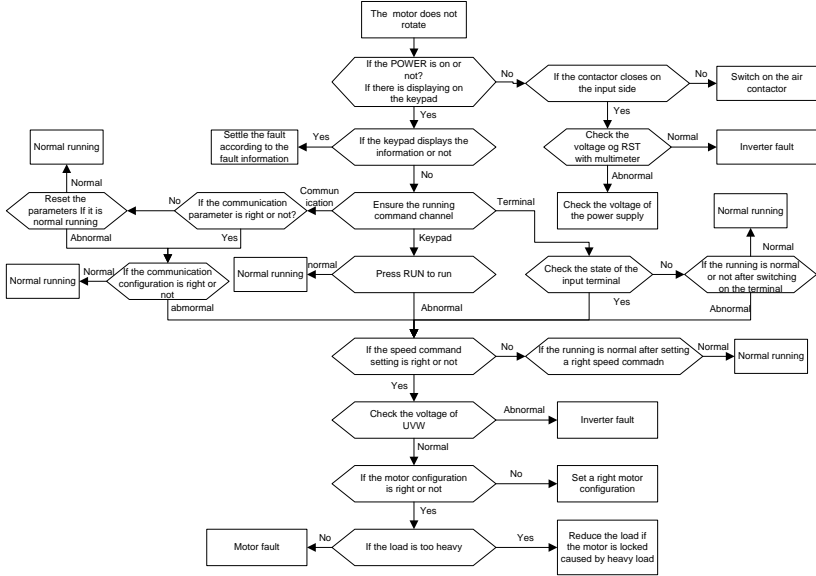 The motor does not
rotate
If the POWER is on or
not?
If there is displaying on
the keypad
No
If the contactor closes on
the input side
No
Switch on the air
contactor
Yes
Yes
Settle the fault
according to the
fault information
Yes
If the keypad displays the
information or not
Check the
voltage og RST
with multimeter
Normal
Inverter fault
Normal running
No
Abnormal
Normal
Check the voltage of
the power supply
Reset the
parameters If it is
normal running
No
If the communication
parameter is right or not?
Commun
ication
Ensure the running
command channel
Terminal
Normal running
Abnormal
Yes
Keypad
Normal
Normal running
Normal
If the communication
configuration is right or
not
Normal running
normal
Press RUN to run
Check the state of the
input terminal
No
If the running is normal
or not after switching
on the terminal
abmormal
Abnormal
Yes
Abnormal
If the speed command
setting is right or not
No
If the running is normal after setting
a right speed commadn
Normal
Normal running
Yes
Check the voltage of
UVW
Abnormal
Inverter fault
Normal
If the motor configuration
is right or not
No
Set a right motor
configuration
Yes
Motor fault
No
If the load is too heavy
Yes
Reduce the load if
the motor is locked
caused by heavy load